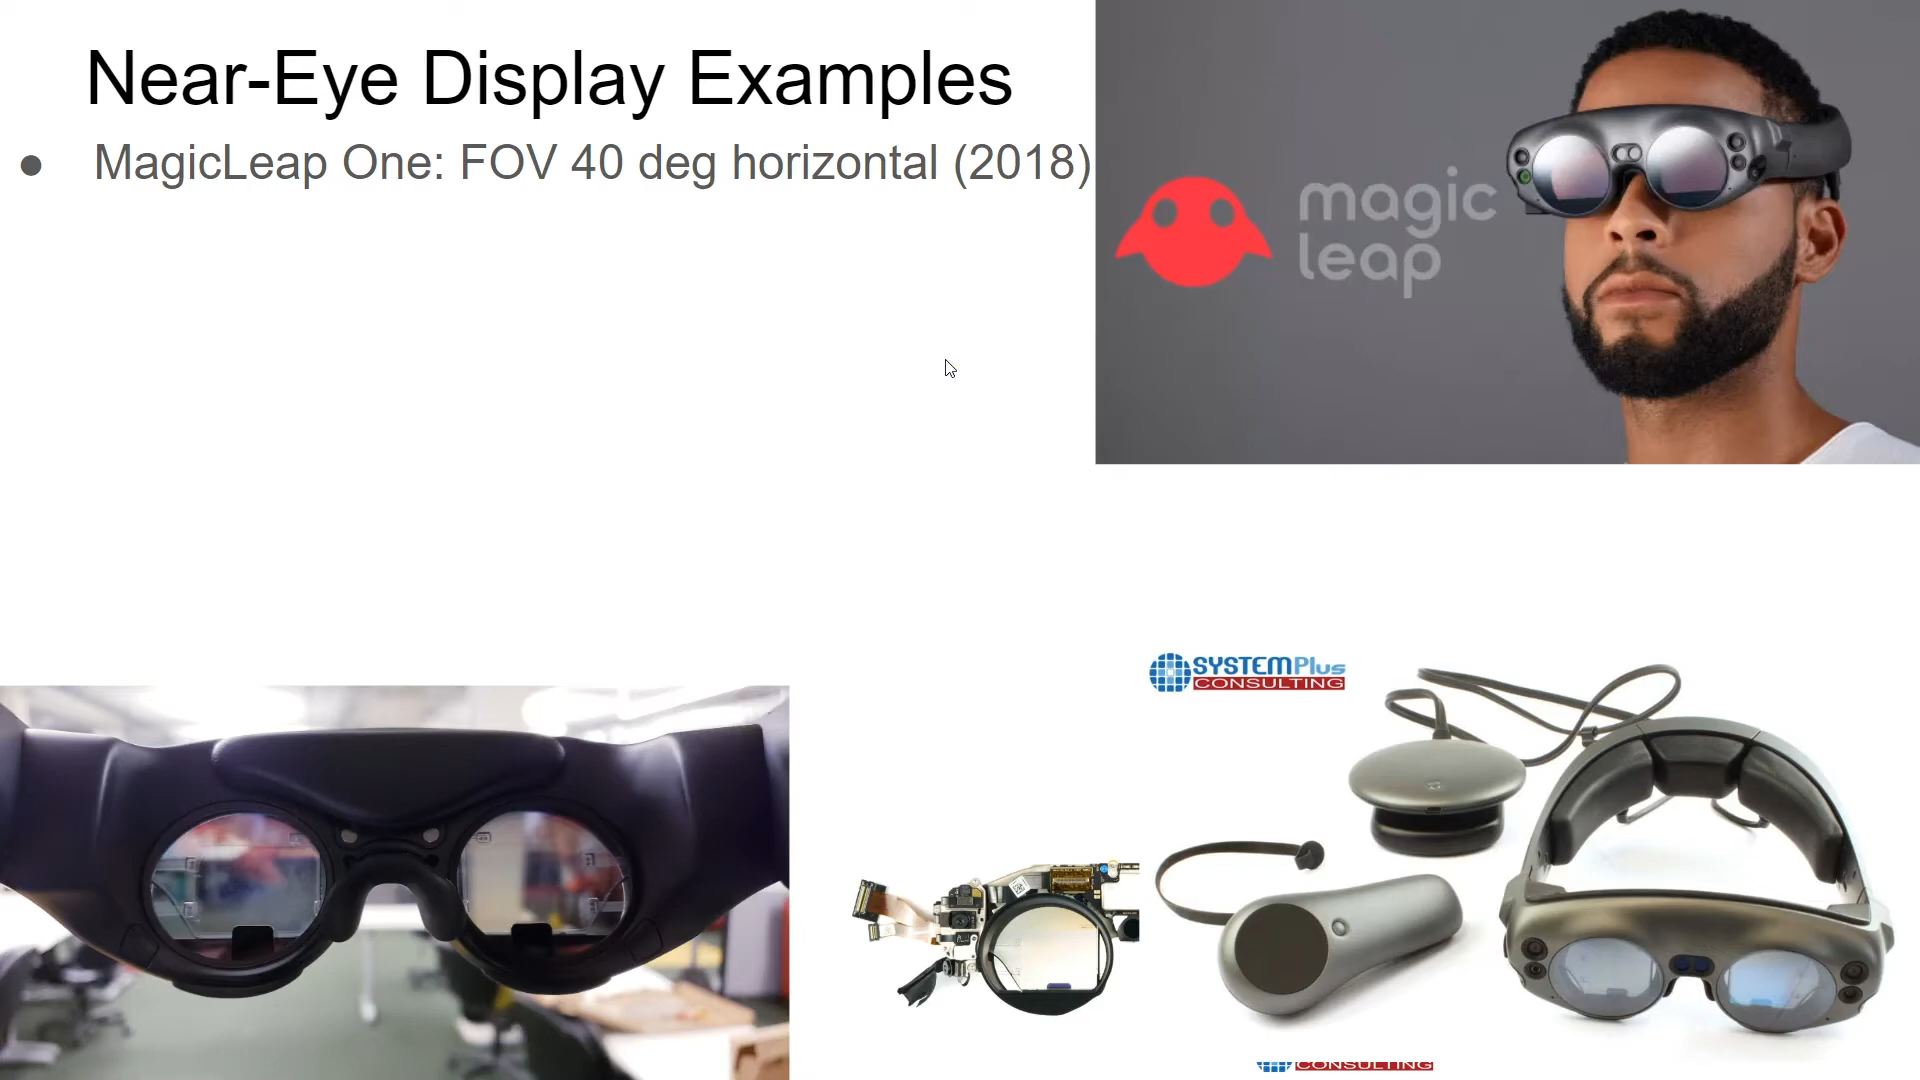 Near-Eye Display Examples
● MagicLeap One: FOV 40 deg horizontal (2018)
magic
leap
SYSTEMPlus
CONSULTING
CONSULTING